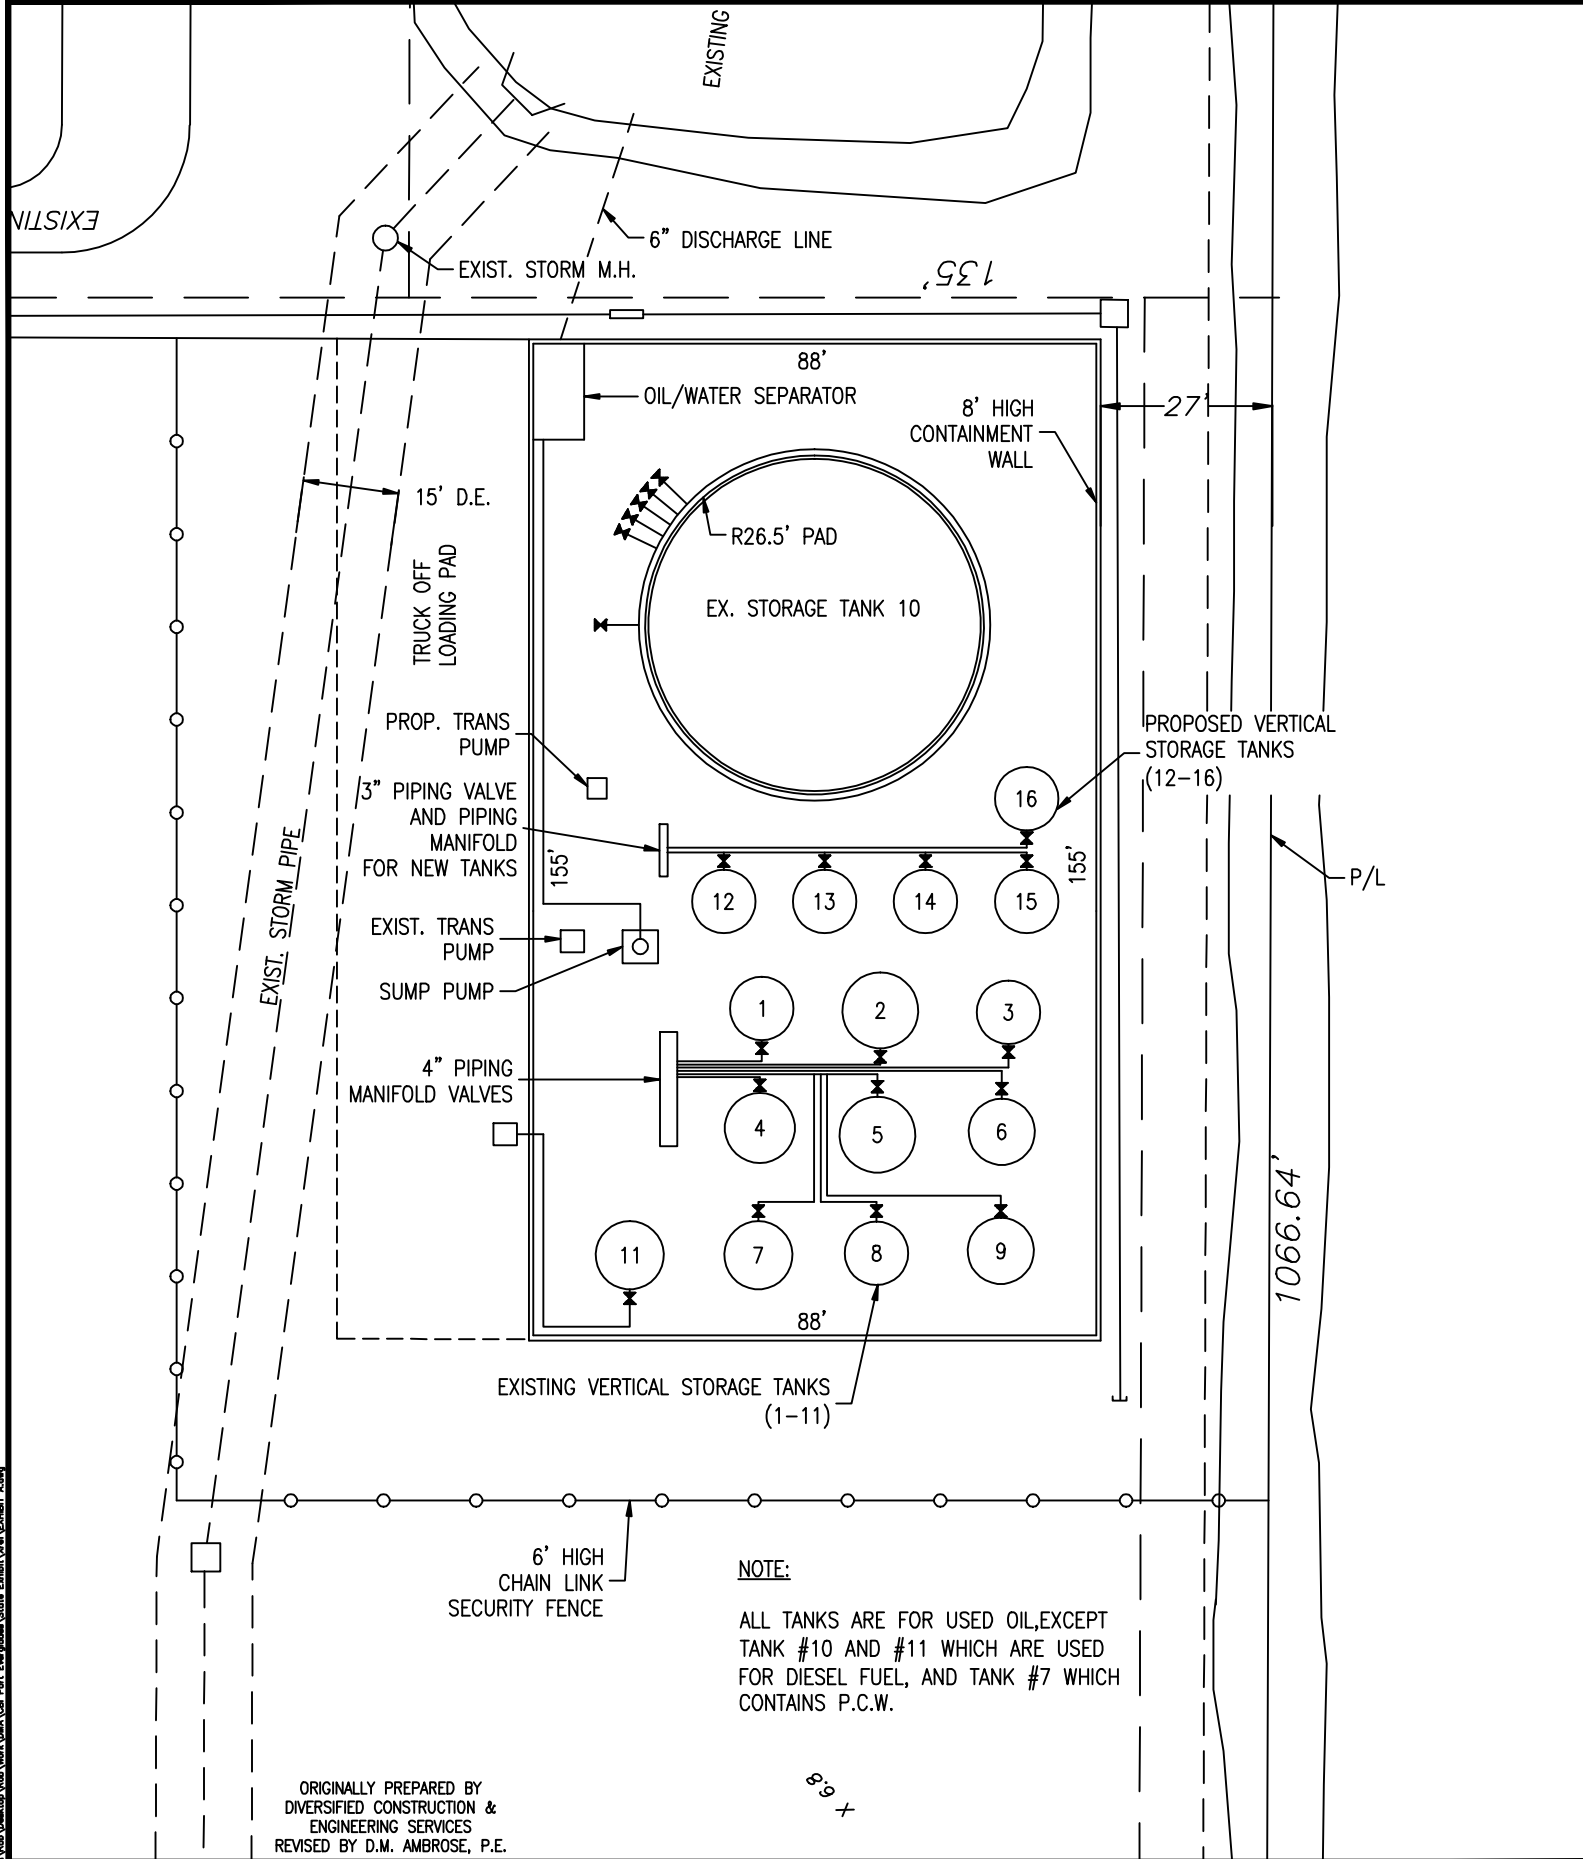 EXISTING
EXISTIN
6" DISCHARGE LINE
EXIST. STORM M.H.
135'
88'
OIL/WATER SEPARATOR
8' HIGH
CONTAINMENT
WALL
27'
15' D.E.
R26.5' PAD
TRUCK OFF
LOADING PAD
EX. STORAGE TANK 10
PROP. TRANS
PUMP
PROPOSED VERTICAL
STORAGE TANKS
(12-16)
3" PIPING VALVE
AND PIPING
MANIFOLD
FOR NEW TANKS
16
155'
155'
12
13
14
15
P/L
EXIST. STORM PIPE
EXIST. TRANS
PUMP
SUMP PUMP
1
2
3
4" PIPING
MANIFOLD VALVES
4
5
6
1066.64'
11
7
8
9
88'
EXISTING VERTICAL STORAGE TANKS
(1-11)
6' HIGH
CHAIN LINK
SECURITY FENCE
NOTE:
ALL TANKS ARE FOR USED OIL,EXCEPT
TANK #10 AND #11 WHICH ARE USED
FOR DIESEL FUEL, AND TANK #7 WHICH
CONTAINS P.C.W.
ORIGINALLY PREPARED BY
DIVERSIFIED CONSTRUCTION &
ENGINEERING SERVICES
REVISED BY D.M. AMBROSE, P.E.